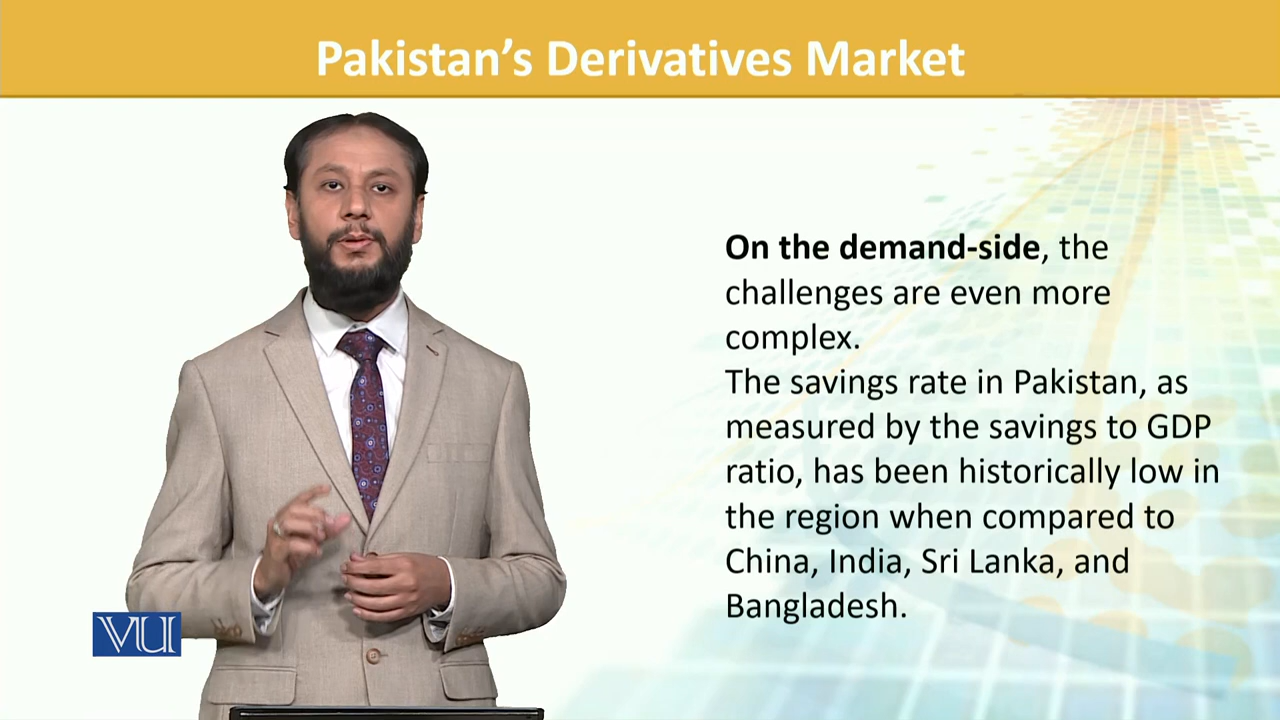 Pakistan’s Derivatives Market
On the demand-side, the
challenges are even more
complex.
The savings rate in Pakistan, as
measured by the savings to GDP
ratio, has been historically low in
the region when compared to
China, India, Sri Lanka, and
Bangladesh.
VU